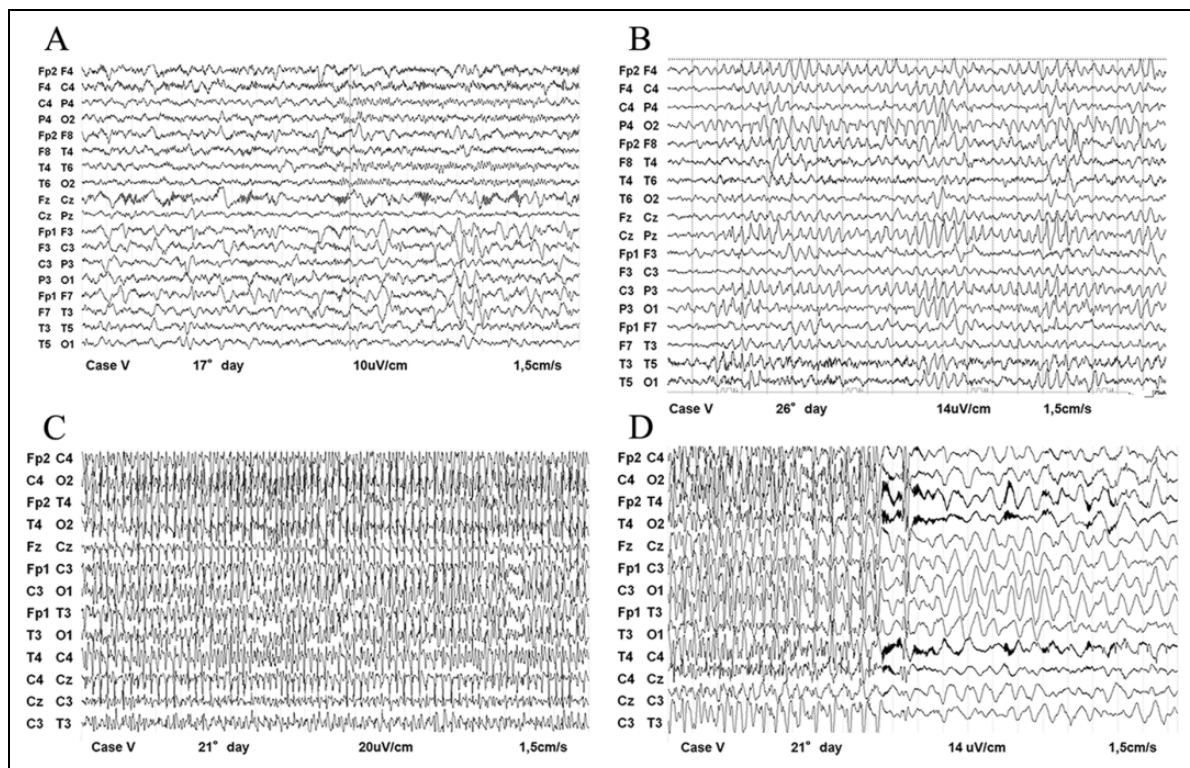 A
Fp2 F4
F4 C4
C4 P4
P4 O2
Fp2 F8
F8 T4
T4 T6
T6 O2
Fz Cz
Cz Pz
Fp1 F3
F3 C3
C3 P3
P3 O1
Fp1 F7
F7 T3
T3 T5
T5 O1
Case V 17° day 10uV/cm 1,5cm/s
B
Fp2 F4
F4 C4
C4 P4
P4 O2
Fp2 F8
F8 T4
T4 T6
T6 O2
Fz Cz
Cz Pz
Fp1 F3
F3 C3
C3 P3
P3 O1
Fp1 F7
F7 T3
T3 T5
T5 O1
Case V 26° day 14uV/cm 1,5cm/s
C
Fp2 C4
C4 O2
Fp2 T4
T4 O2
Fz Cz
Fp1 C3
C3 O1
Fp1 T3
T3 O1
T4 C4
C4 Cz
Cz C3
C3 T3
Case V 21° day 20uV/cm 1,5cm/s
D
Fp2 C4
C4 O2
Fp2 T4
T4 O2
Fz Cz
Fp1 C3
C3 O1
Fp1 T3
T3 O1
T4 C4
C4 Cz
Cz C3
C3 T3
Case V 21° day 14 uV/cm 1,5cm/s